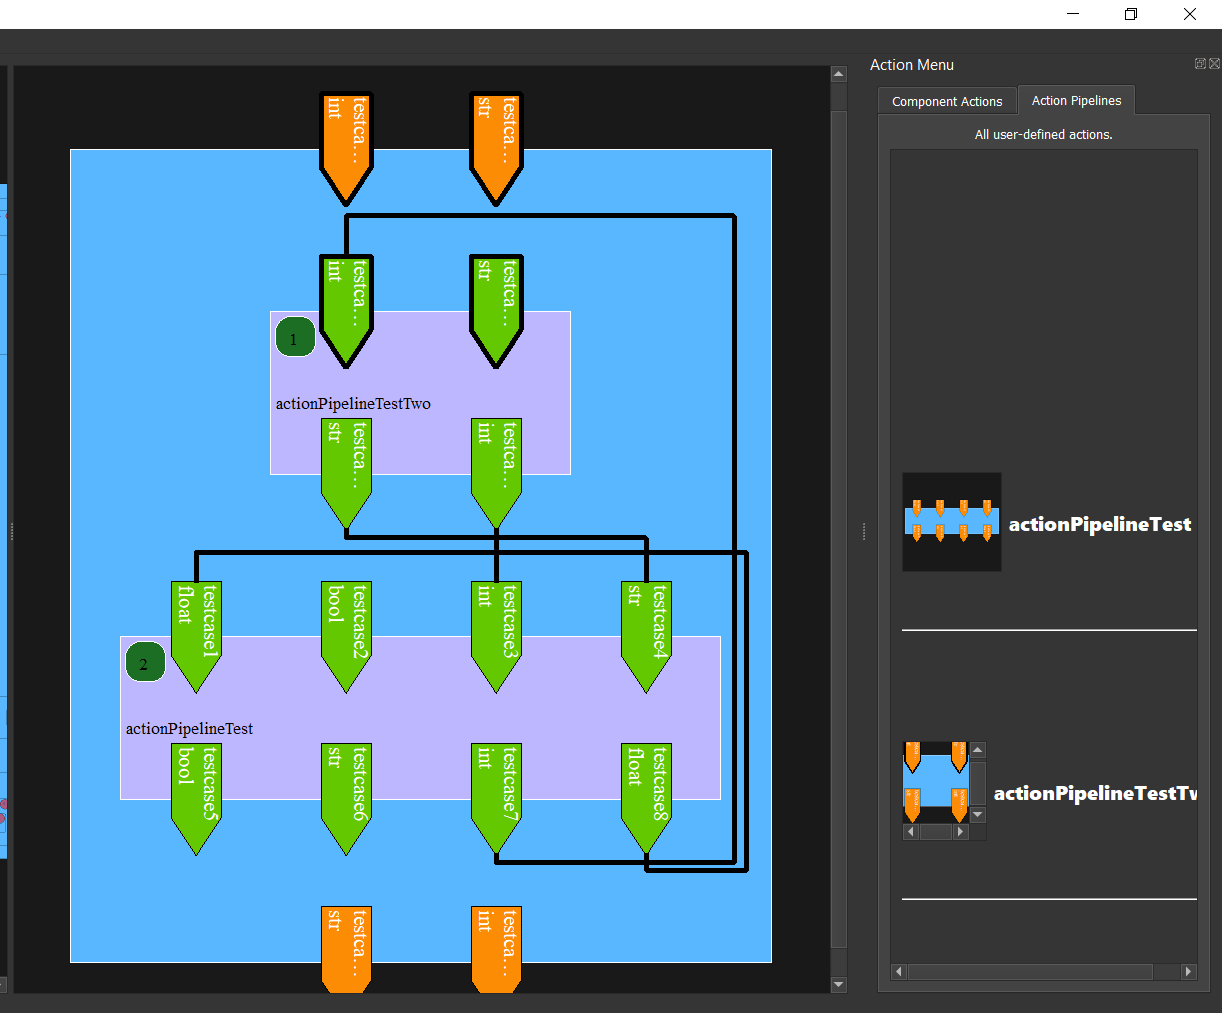 Action Menu
Component Actions
Action Pipelines
All user-defined actions.
testca...
int
testca...
str
testca...
int
testca...
str
1
actionPipelineTestTwo
testca...
str
testca...
int
testcase1
float
testcase2
bool
testcase3
int
testcase4
str
2
actionPipelineTest
testcase5
bool
testcase6
str
testcase7
int
testcase8
float
testca...
str
testca...
int
actionPipelineTest
actionPipelineTestTw